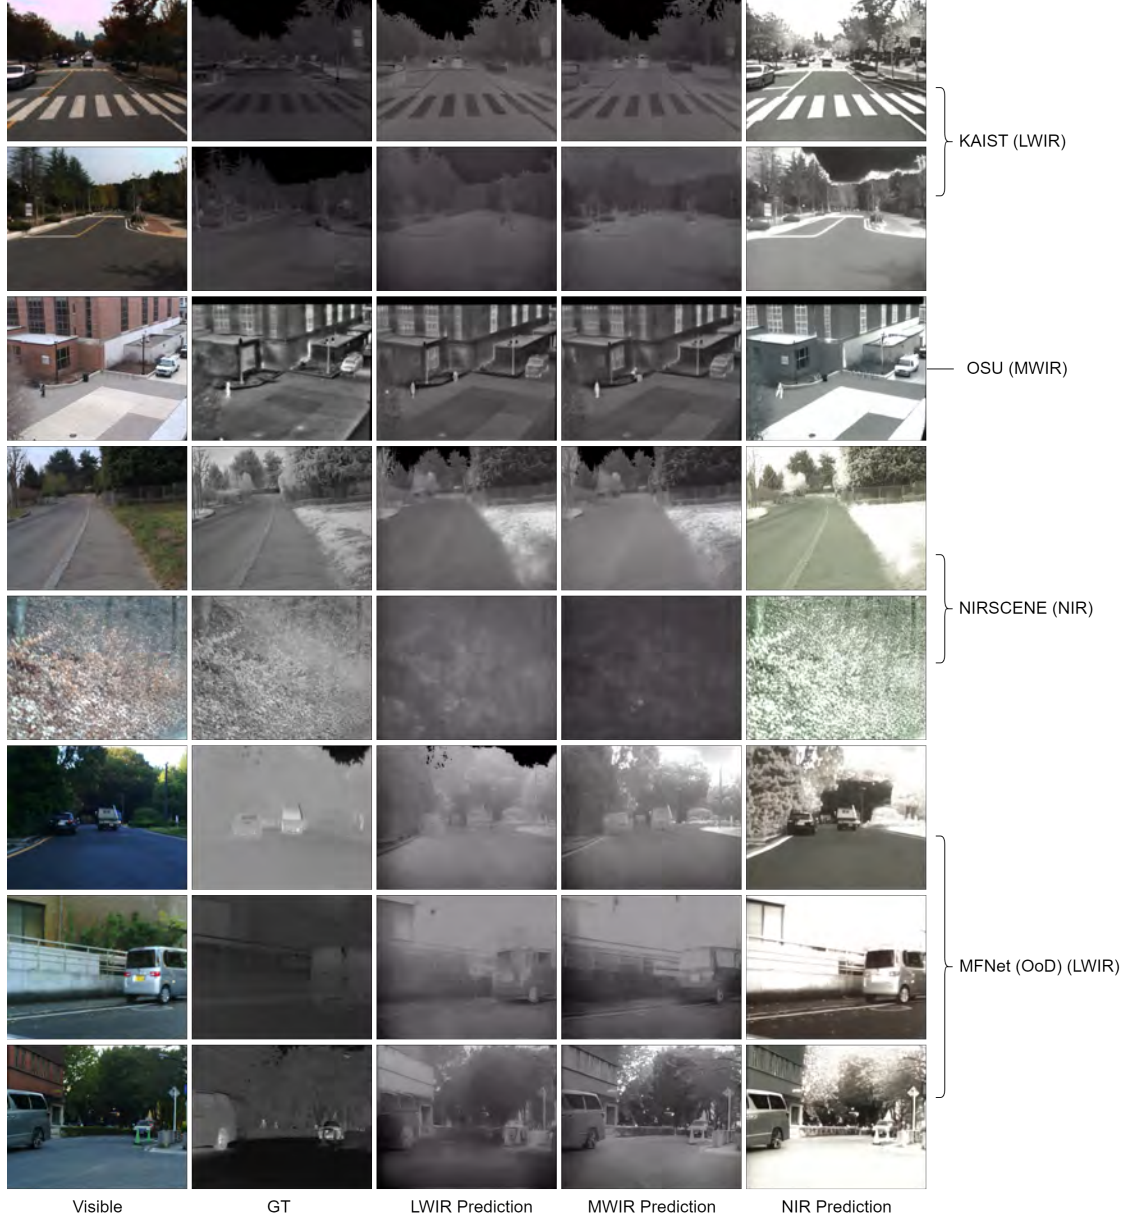 KAIST (LWIR)
OSU (MWIR)
NIRSCENE (NIR)
MFNet (OoD) (LWIR)
Visible GT LWIR Prediction MWIR Prediction NIR Prediction